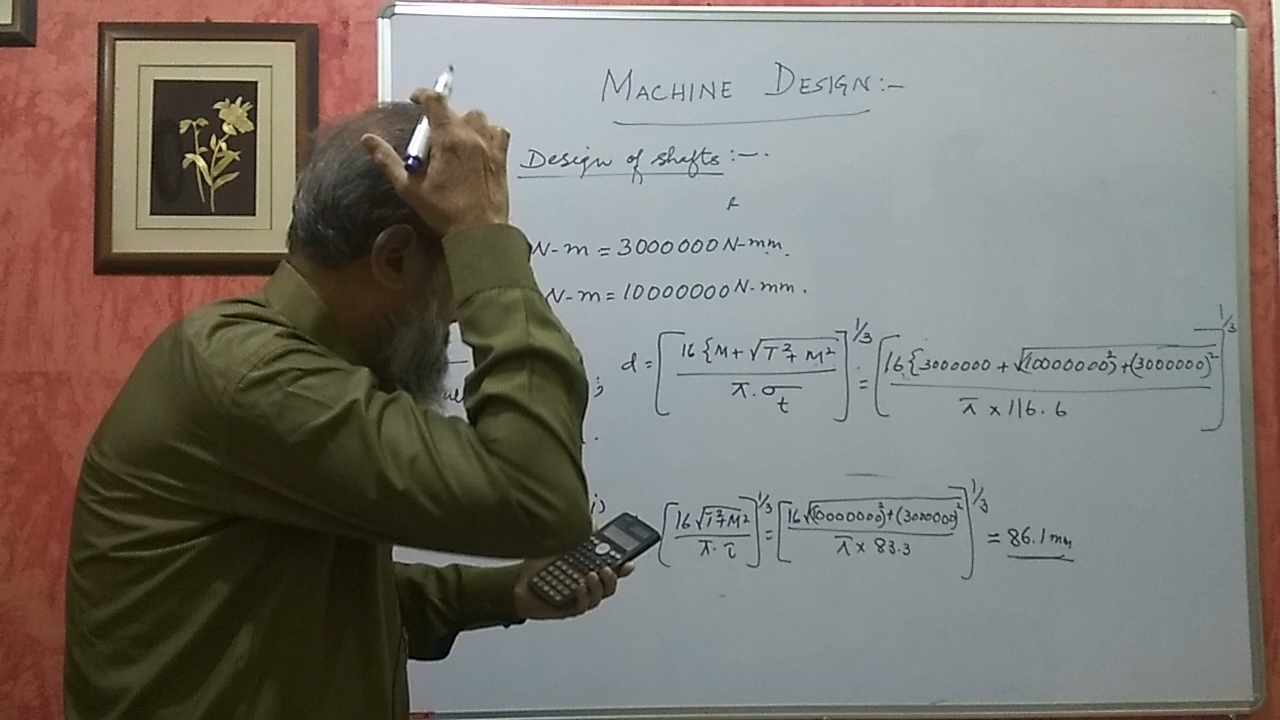 MACHINE DESIGN:-
Design of shafts:-.
N-m = 3000000 N-mm.
N-m = 10000000 N-mm.
d = [16{M+√T²+M² / π.σt]^1/3 = [16{3000000 + √(10000000)²+(3000000)² / π x 116.6]^1/3
;
[16√T²+M² / π.τ]^1/3 = [16√(10000000)²+(3000000)² / π x 83.3]^1/3 = 86.1mm